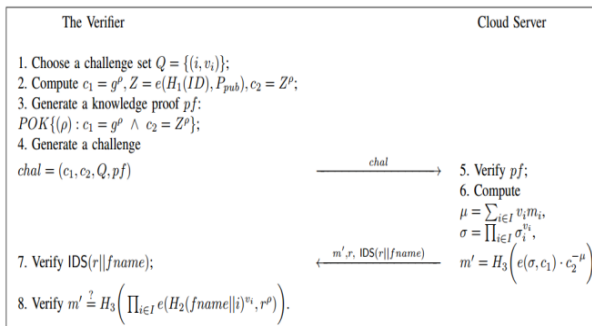 The Verifier Cloud Server
1. Choose a challenge set Q = {(i, v_i)};
2. Compute c_1 = g^ρ, Z = e(H_1(ID), P_pub), c_2 = Z^ρ;
3. Generate a knowledge proof pf:
POK{(ρ) : c_1 = g^ρ ∧ c_2 = Z^ρ};
4. Generate a challenge
chal = (c_1, c_2, Q, pf) chal 5. Verify pf;
6. Compute
μ = ∑_{i∈I} v_i m_i,
σ = ∏_{i∈I} σ_i^{v_i},
7. Verify IDS(r||fname); m′,r, IDS(r||fname) m′ = H_3(e(σ, c_1) · c_2^{−μ})
8. Verify m′ ≟ H_3(∏_{i∈I} e(H_2(fname||i)^{v_i}, r^ρ)).